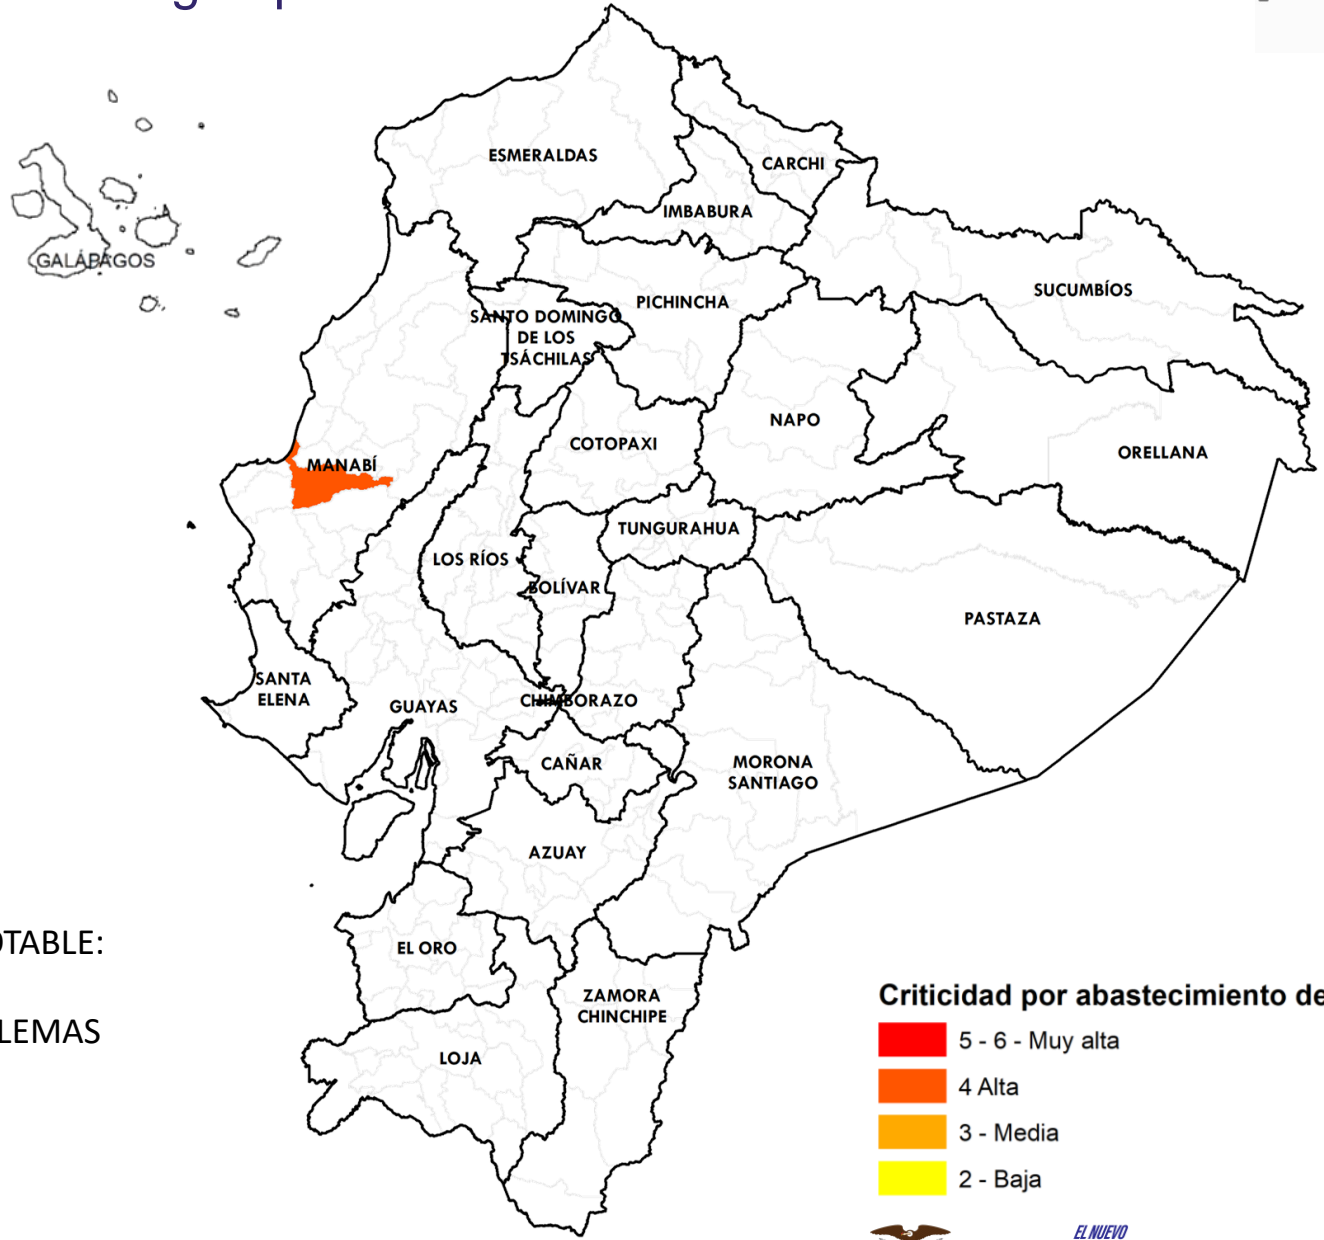 ESMERALDAS
CARCHI
IMBABURA
GALÁPAGOS
SUCUMBÍOS
PICHINCHA
SANTO DOMINGO
DE LOS
TSÁCHILAS
NAPO
COTOPAXI
ORELLANA
MANABÍ
TUNGURAHUA
LOS RÍOS
BOLÍVAR
PASTAZA
SANTA
ELENA
CHIMBORAZO
GUAYAS
CAÑAR
MORONA
SANTIAGO
AZUAY
OTABLE:
EL ORO
ZAMORA
CHINCHIPE
LEMAS
LOJA
Criticidad por abastecimiento de
5 - 6 - Muy alta
4 Alta
3 - Media
2 - Baja
EL NUEVO